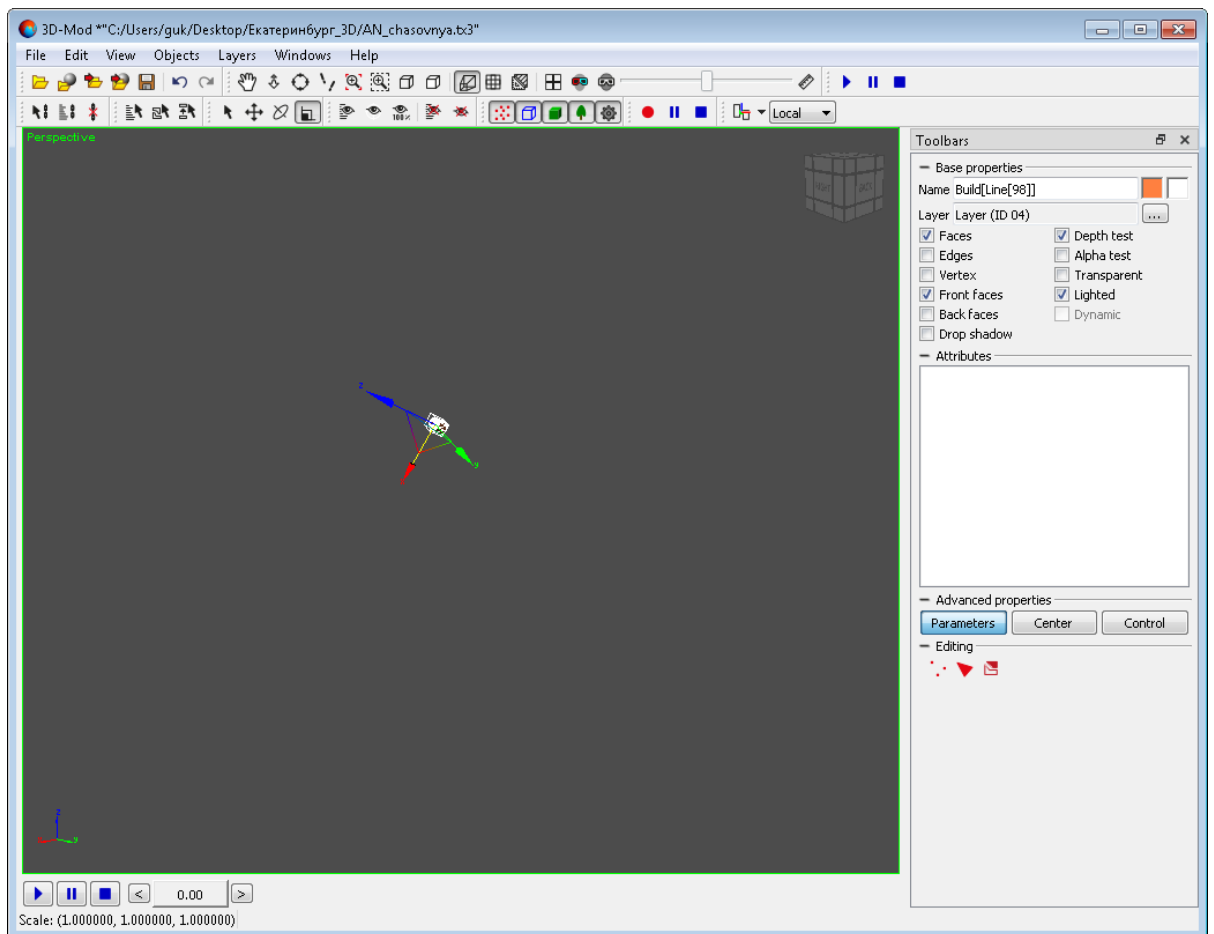 3D-Mod *"C:/Users/guk/Desktop/Екатеринбург_3D/AN_chasovnya.tx3"
File Edit View Objects Layers Windows Help
100%
Local
Perspective
Toolbars
Base properties
Name Build[Line[98]]
Layer Layer (ID 04) ...
Faces Depth test
Edges Alpha test
Vertex Transparent
Front faces Lighted
Back faces Dynamic
Drop shadow
Attributes
z
y
Advanced properties
Parameters Center Control
Editing
z
y
< 0.00 >
Scale: (1.000000, 1.000000, 1.000000)